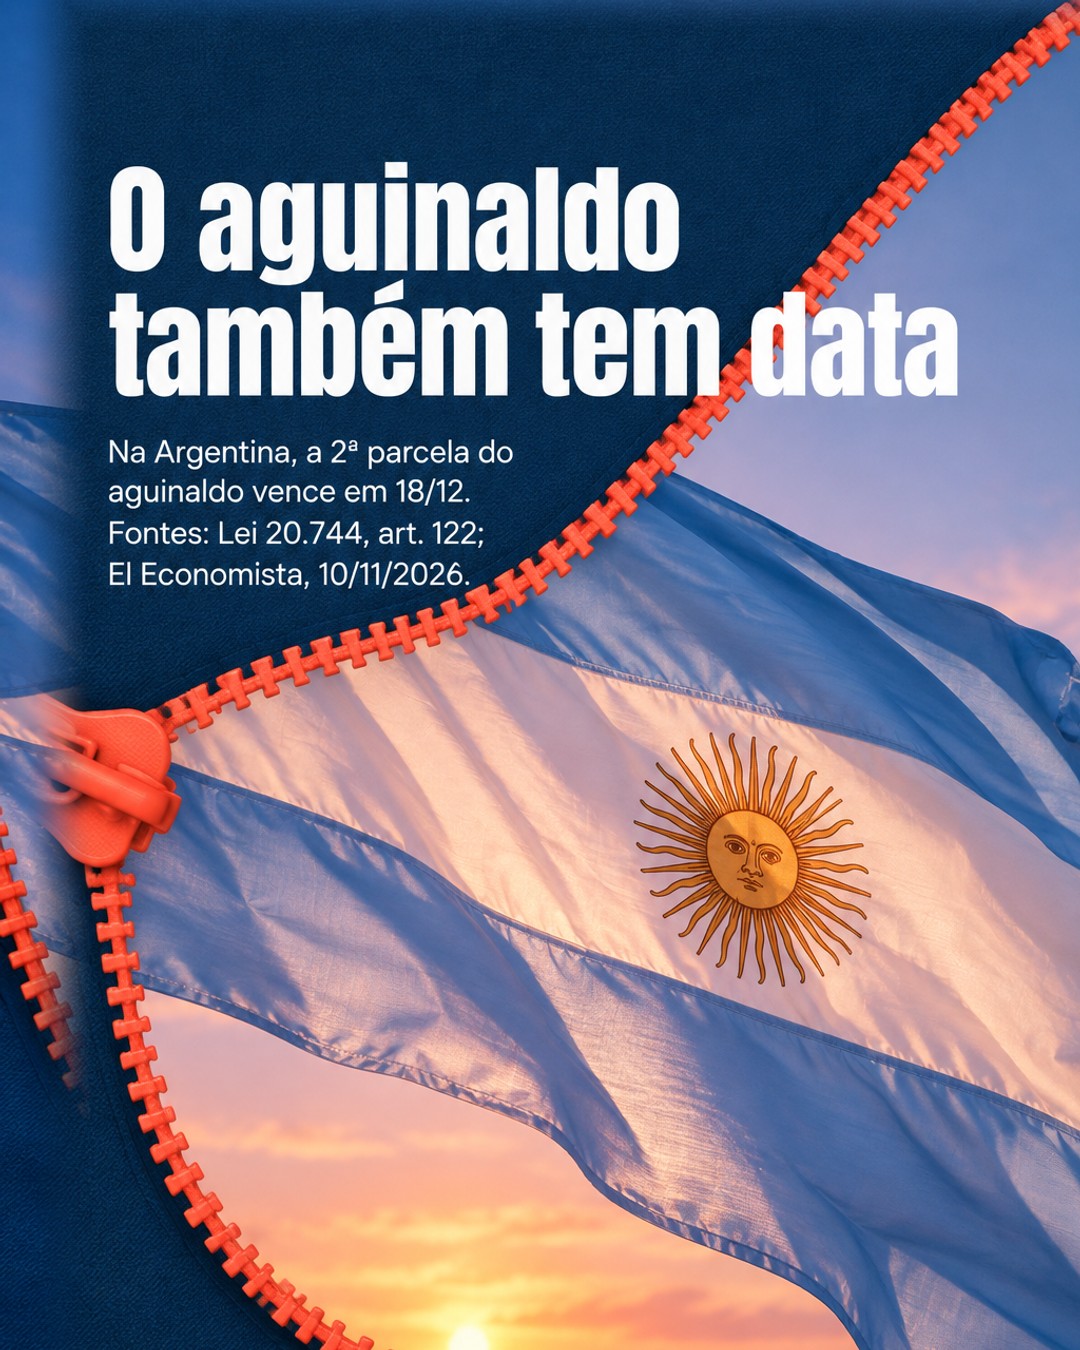 O aguinaldo
também tem data
Na Argentina, a 2ª parcela do
aguinaldo vence em 18/12.
Fontes: Lei 20.744, art. 122;
El Economista, 10/11/2026.